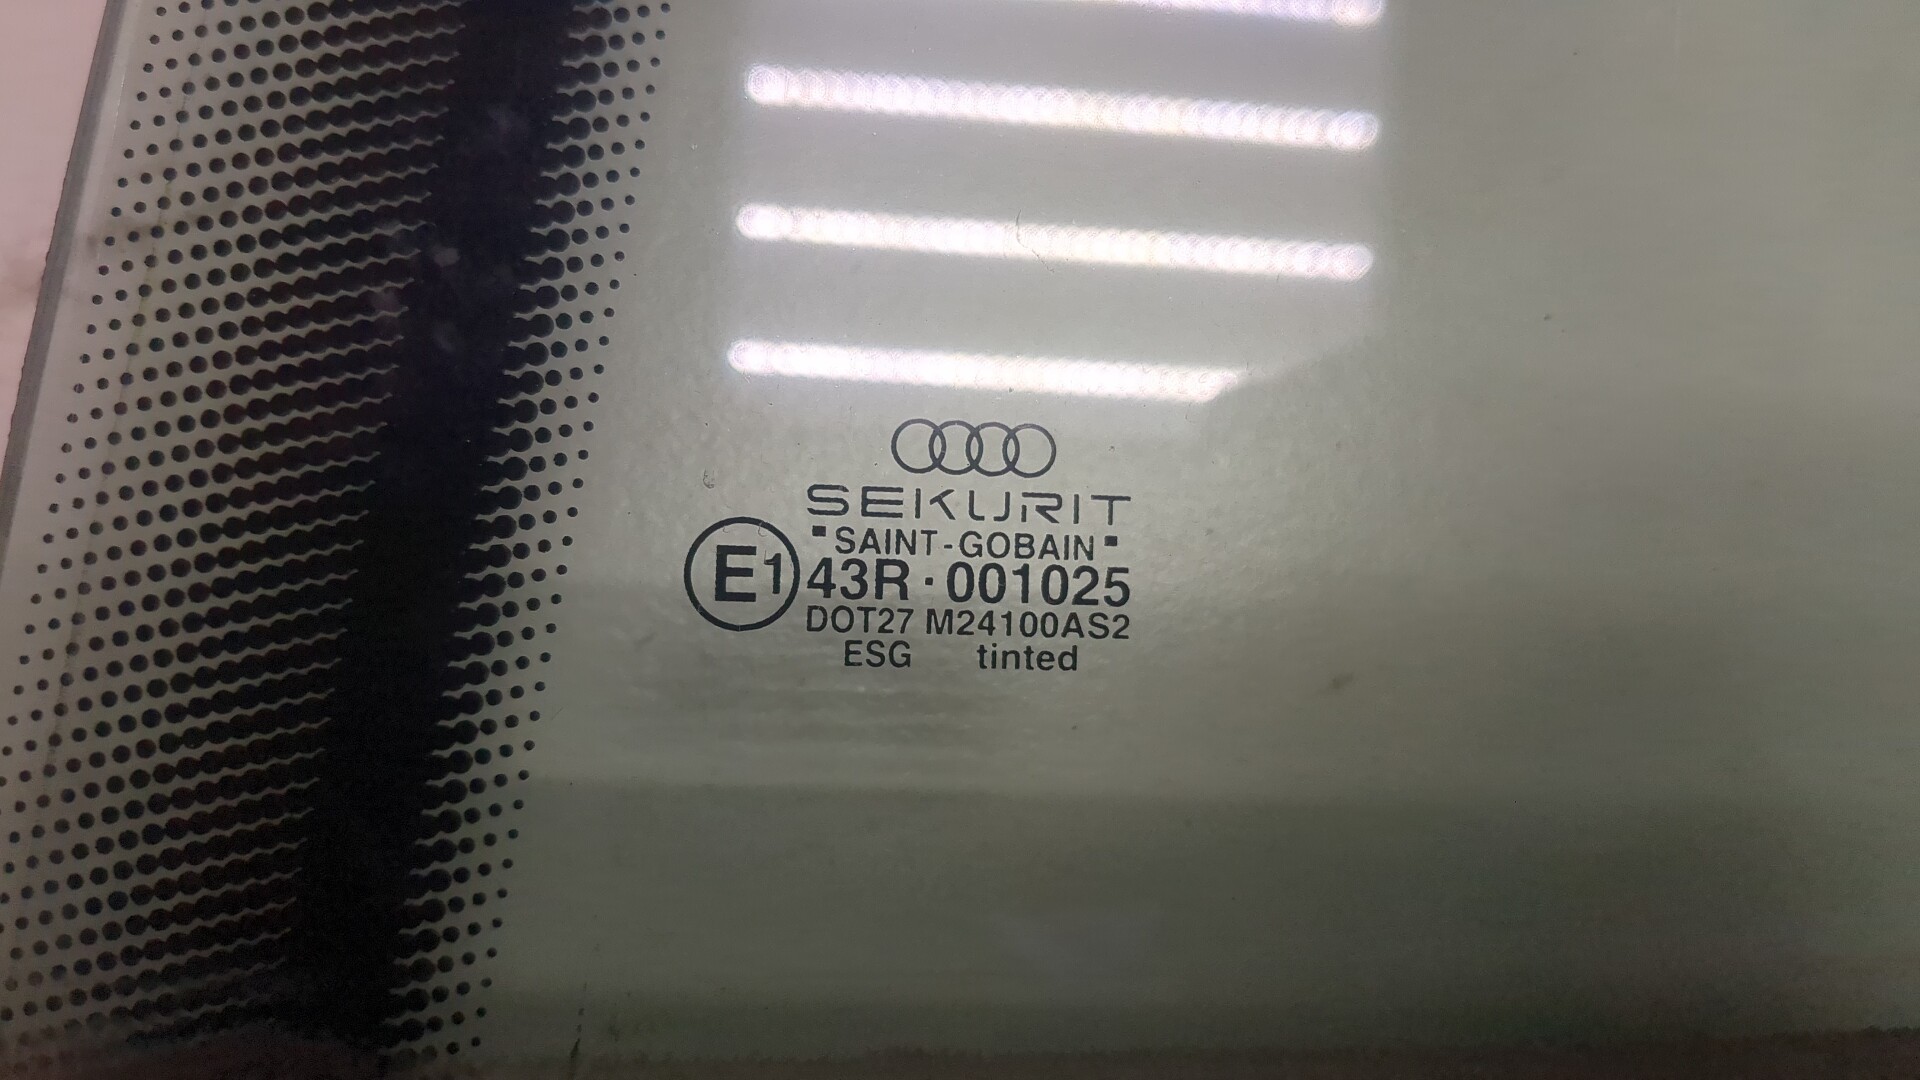 SEKURIT
"SAINT-GOBAIN"
E1 43R·001025
DOT27 M24100AS2
ESG tinted